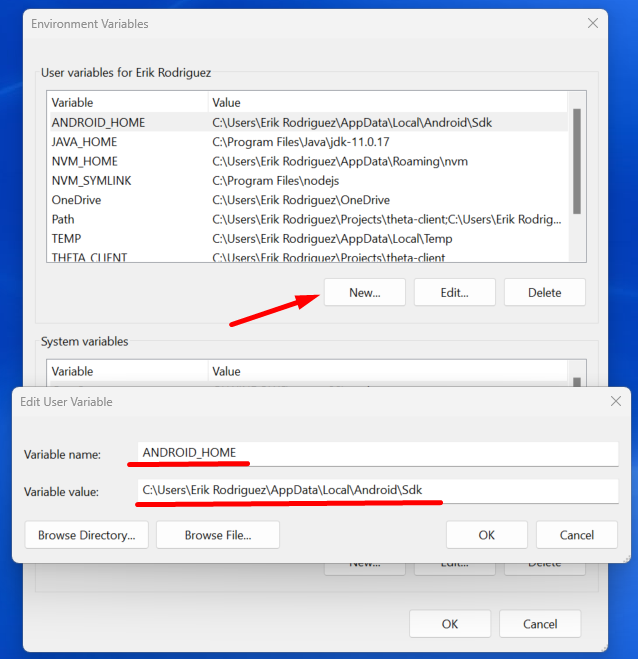 Environment Variables
User variables for Erik Rodriguez
Variable Value
ANDROID_HOME C:\Users\Erik Rodriguez\AppData\Local\Android\Sdk
JAVA_HOME C:\Program Files\Java\jdk-11.0.17
NVM_HOME C:\Users\Erik Rodriguez\AppData\Roaming\nvm
NVM_SYMLINK C:\Program Files\nodejs
OneDrive C:\Users\Erik Rodriguez\OneDrive
Path C:\Users\Erik Rodriguez\Projects\theta-client;C:\Users\Erik Rodrig...
TEMP C:\Users\Erik Rodriguez\AppData\Local\Temp
THETA_CLIENT C:\Users\Erik Rodriguez\Projects\theta-client
New... Edit... Delete
System variables
Variable Value
Edit User Variable
Variable name: ANDROID_HOME
Variable value: C:\Users\Erik Rodriguez\AppData\Local\Android\Sdk
Browse Directory... Browse File... OK Cancel
New... Edit... Delete
OK Cancel